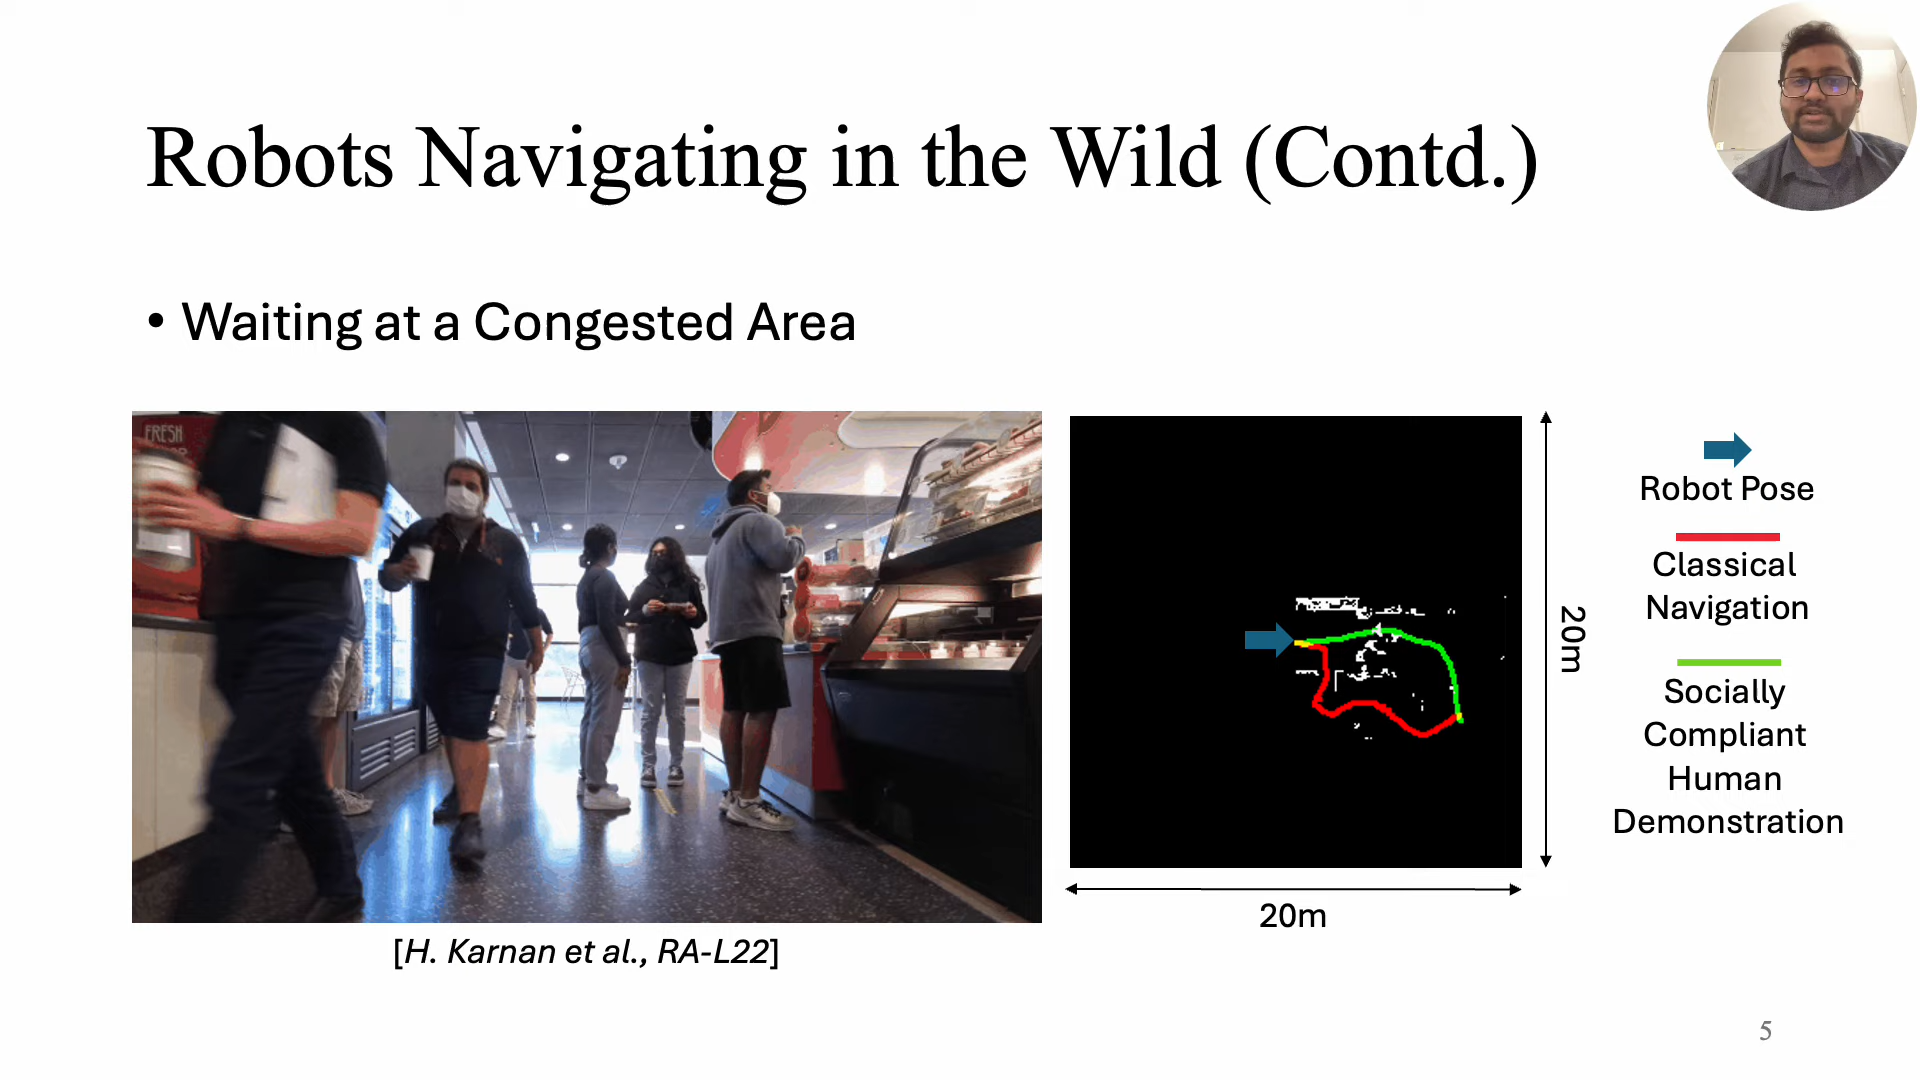 Robots Navigating in the Wild (Contd.)
• Waiting at a Congested Area
FRESH
[H. Karnan et al., RA-L22]
20m
20m
Robot Pose
Classical
Navigation
Socially
Compliant
Human
Demonstration
5